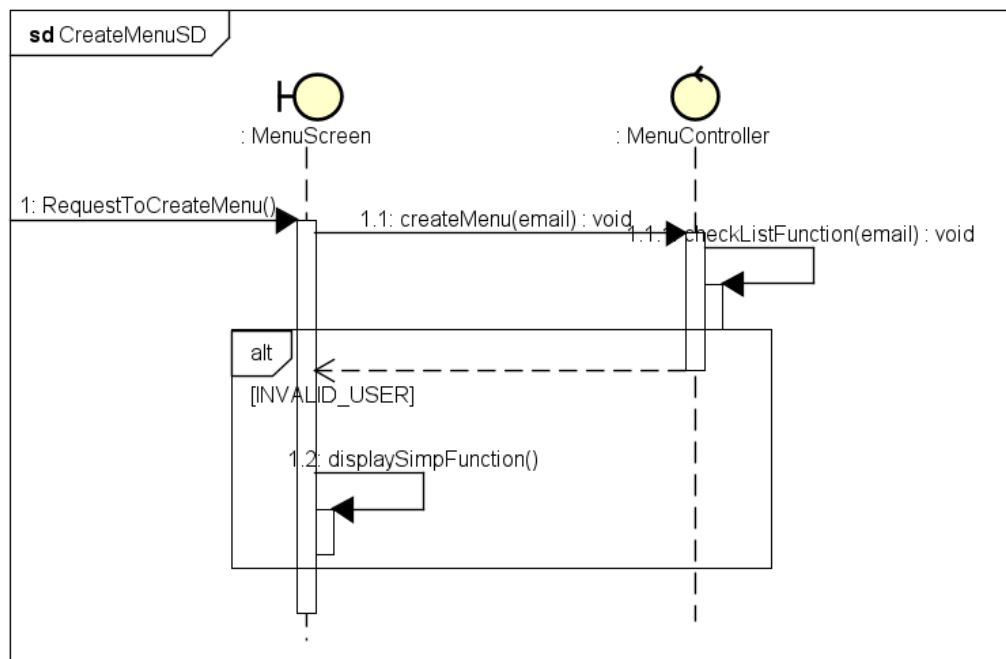 sd CreateMenuSD
: MenuScreen
: MenuController
1: RequestToCreateMenu()
1.1: createMenu(email) : void
1.1.1: checkListFunction(email) : void
alt
[INVALID_USER]
1.2: displaySimpFunction()